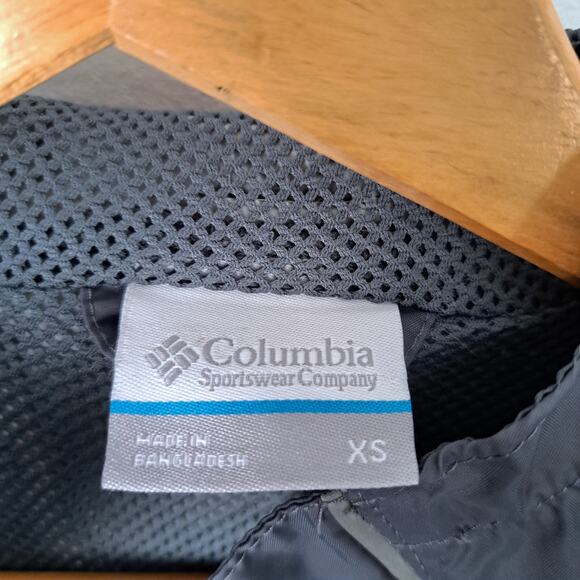 Columbia
Sportswear Company
MADE IN
BANGLADESH
XS